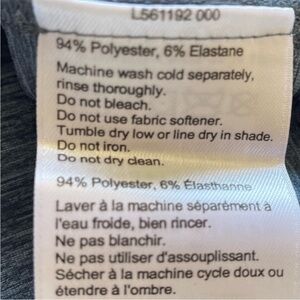 L561192 000
94% Polyester, 6% Elastane
Machine wash cold separately,
rinse thoroughly.
Do not bleach.
Do not use fabric softener.
Tumble dry low or line dry in shade.
Do not iron.
Do not dry clean.
94% Polyester, 6% Élasthanne
Laver à la machine séparément à
l'eau froide, bien rincer.
Ne pas blanchir.
Ne pas utiliser d'assouplissant.
Sécher à la machine cycle doux ou
étendre à l'ombre.